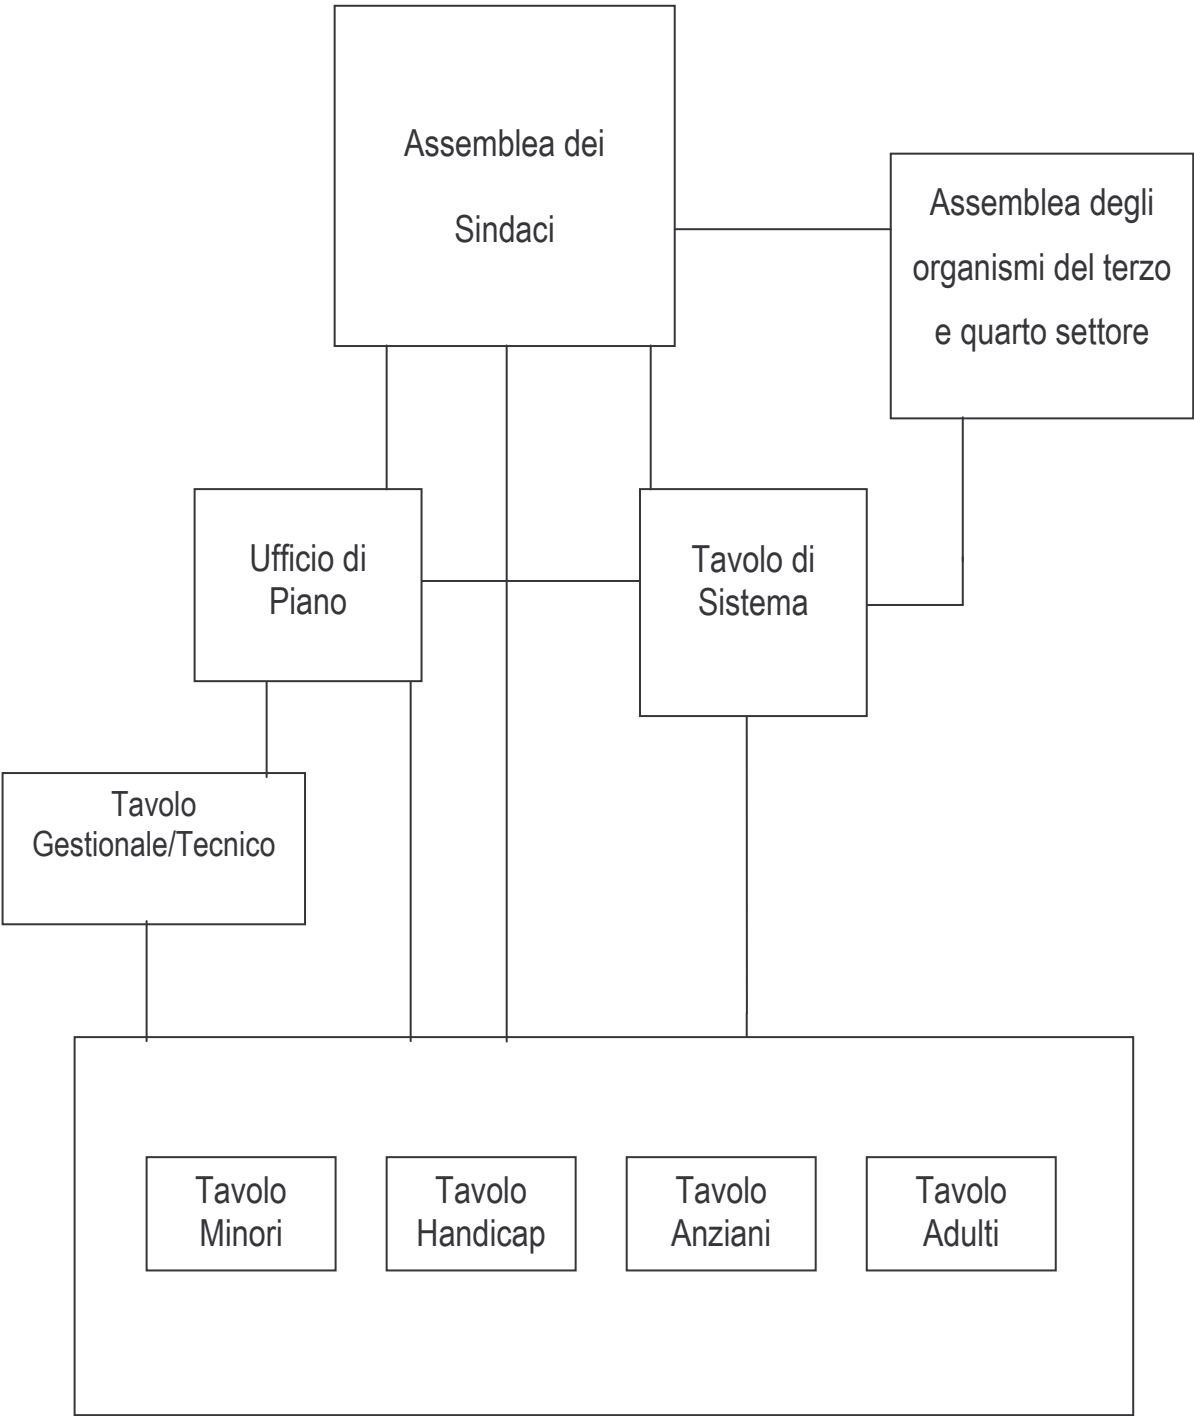 Assemblea dei
Sindaci
Assemblea degli
organismi del terzo
e quarto settore
Ufficio di
Piano
Tavolo di
Sistema
Tavolo
Gestionale/Tecnico
Tavolo
Minori
Tavolo
Handicap
Tavolo
Anziani
Tavolo
Adulti